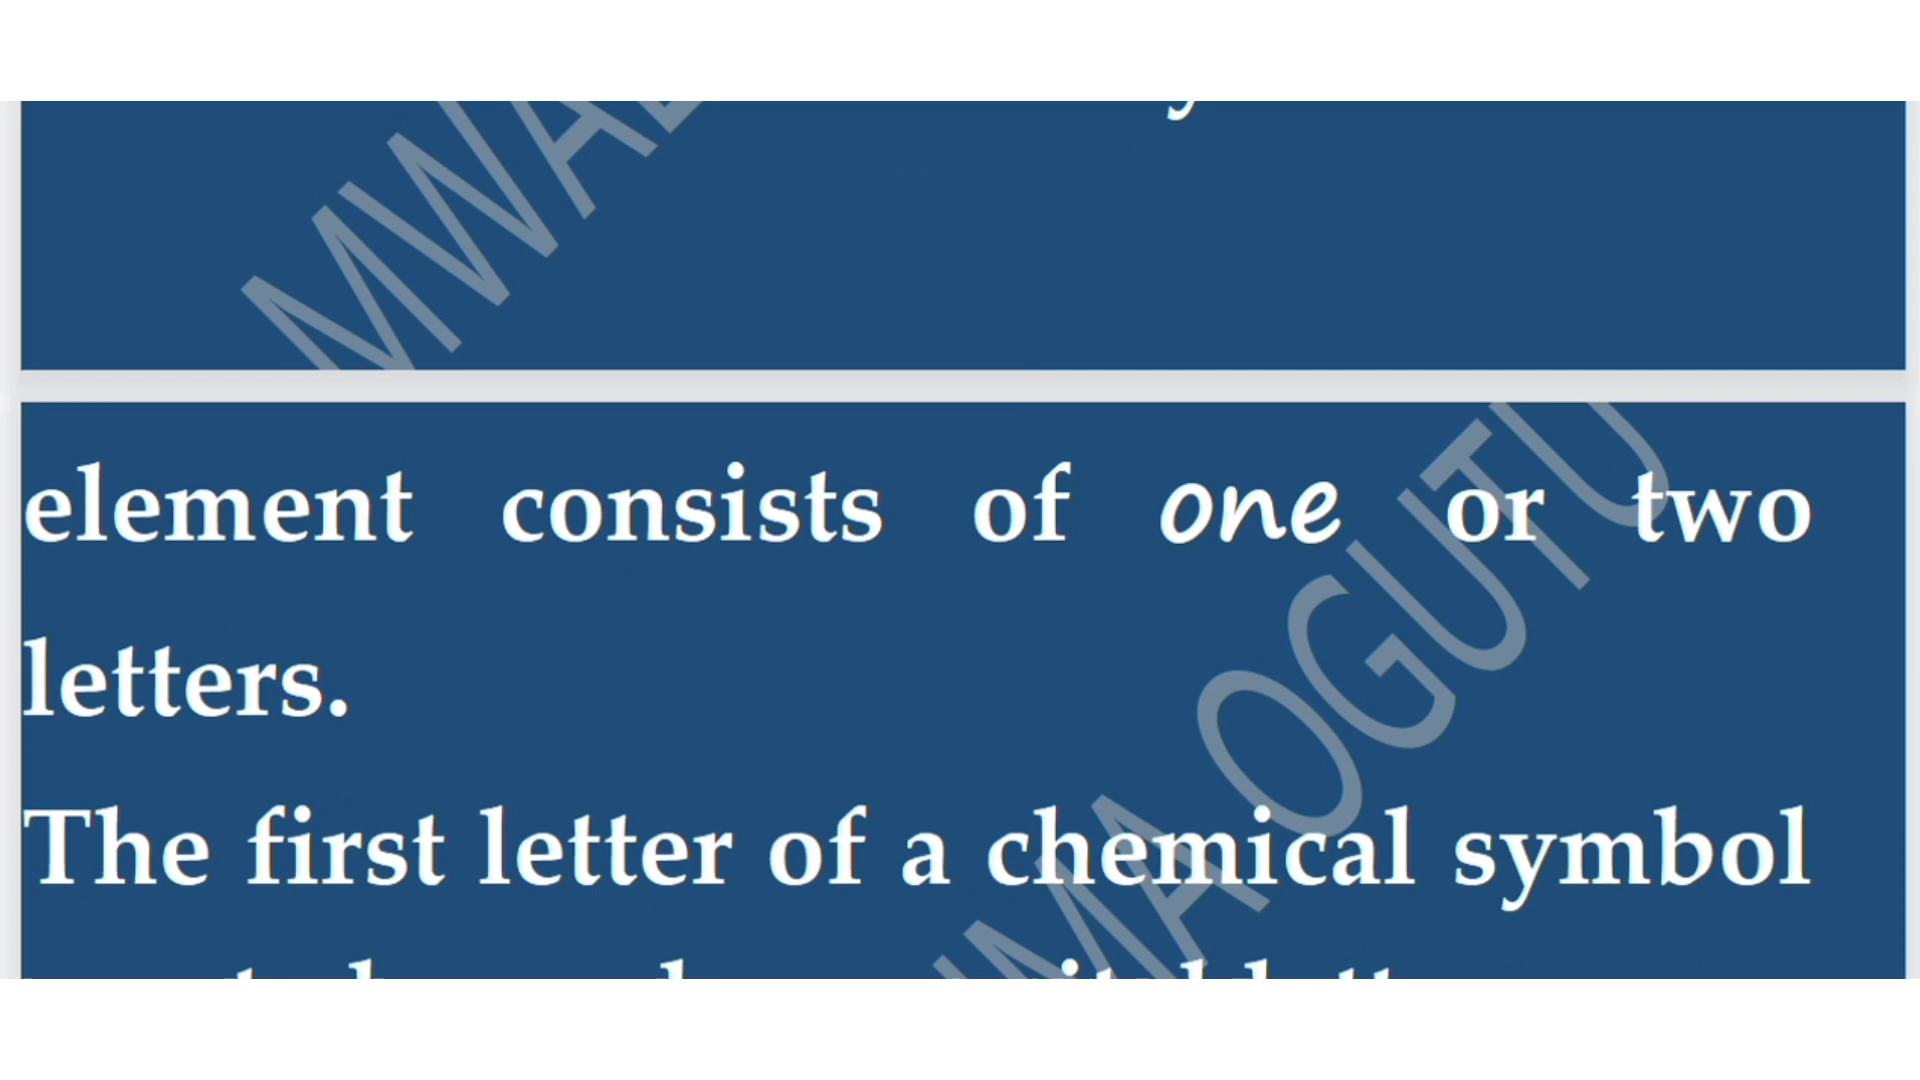 element consists of one or two
letters.
The first letter of a chemical symbol